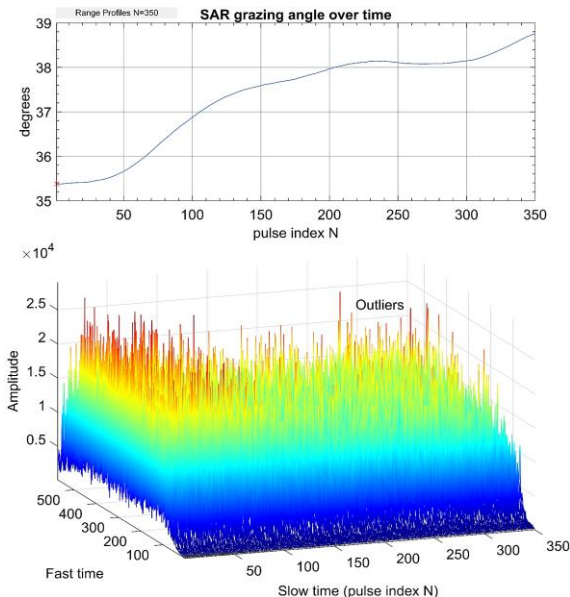 Range Profiles N=350
SAR grazing angle over time
39
38
37
36
35
degrees
50 100 150 200 250 300 350
pulse index N
×10⁴
2.5
2
1.5
1
0.5
Amplitude
Outliers
500
400
300
200
100
Fast time
50 100 150 200 250 300 350
Slow time (pulse index N)